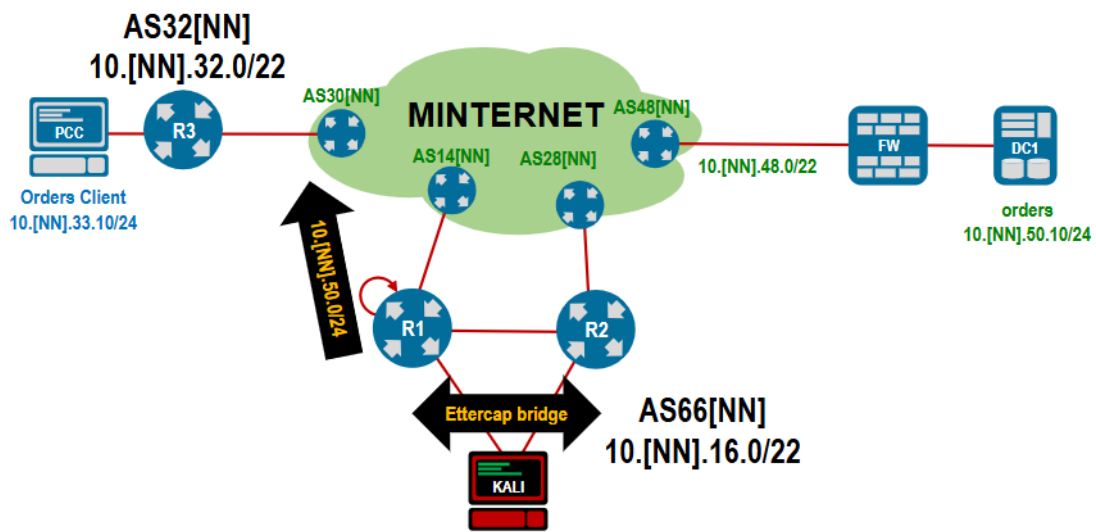 AS32[NN]
10.[NN].32.0/22
PCC
R3
Orders Client
10.[NN].33.10/24
AS30[NN]
MINTERNET
AS48[NN]
AS14[NN]
AS28[NN]
10.[NN].48.0/22
FW
DC1
orders
10.[NN].50.10/24
10.[NN].50.0/24
R1
R2
Ettercap bridge
AS66[NN]
10.[NN].16.0/22
KALI